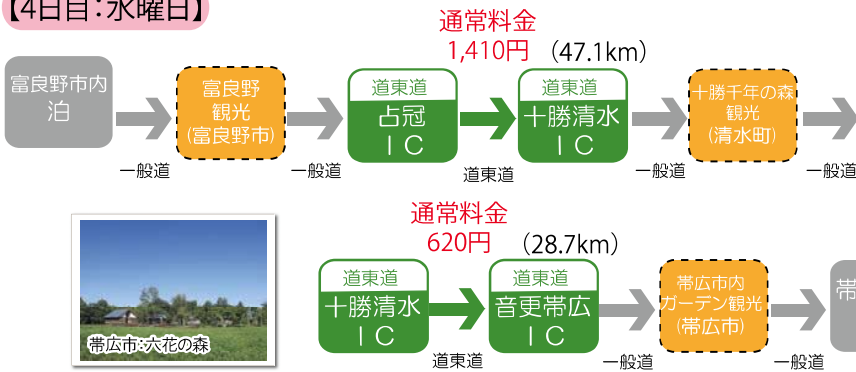 【4日目：水曜日】
通常料金
1,410円 （47.1km）
富良野市内
泊
一般道
富良野
観光
(富良野市)
一般道
道東道
占冠
ＩＣ
道東道
道東道
十勝清水
ＩＣ
一般道
十勝千年の森
観光
(清水町)
一般道
通常料金
620円 （28.7km）
帯広市：六花の森
道東道
十勝清水
ＩＣ
道東道
道東道
音更帯広
ＩＣ
一般道
帯広市内
ガーデン観光
(帯広市)
一般道
帯